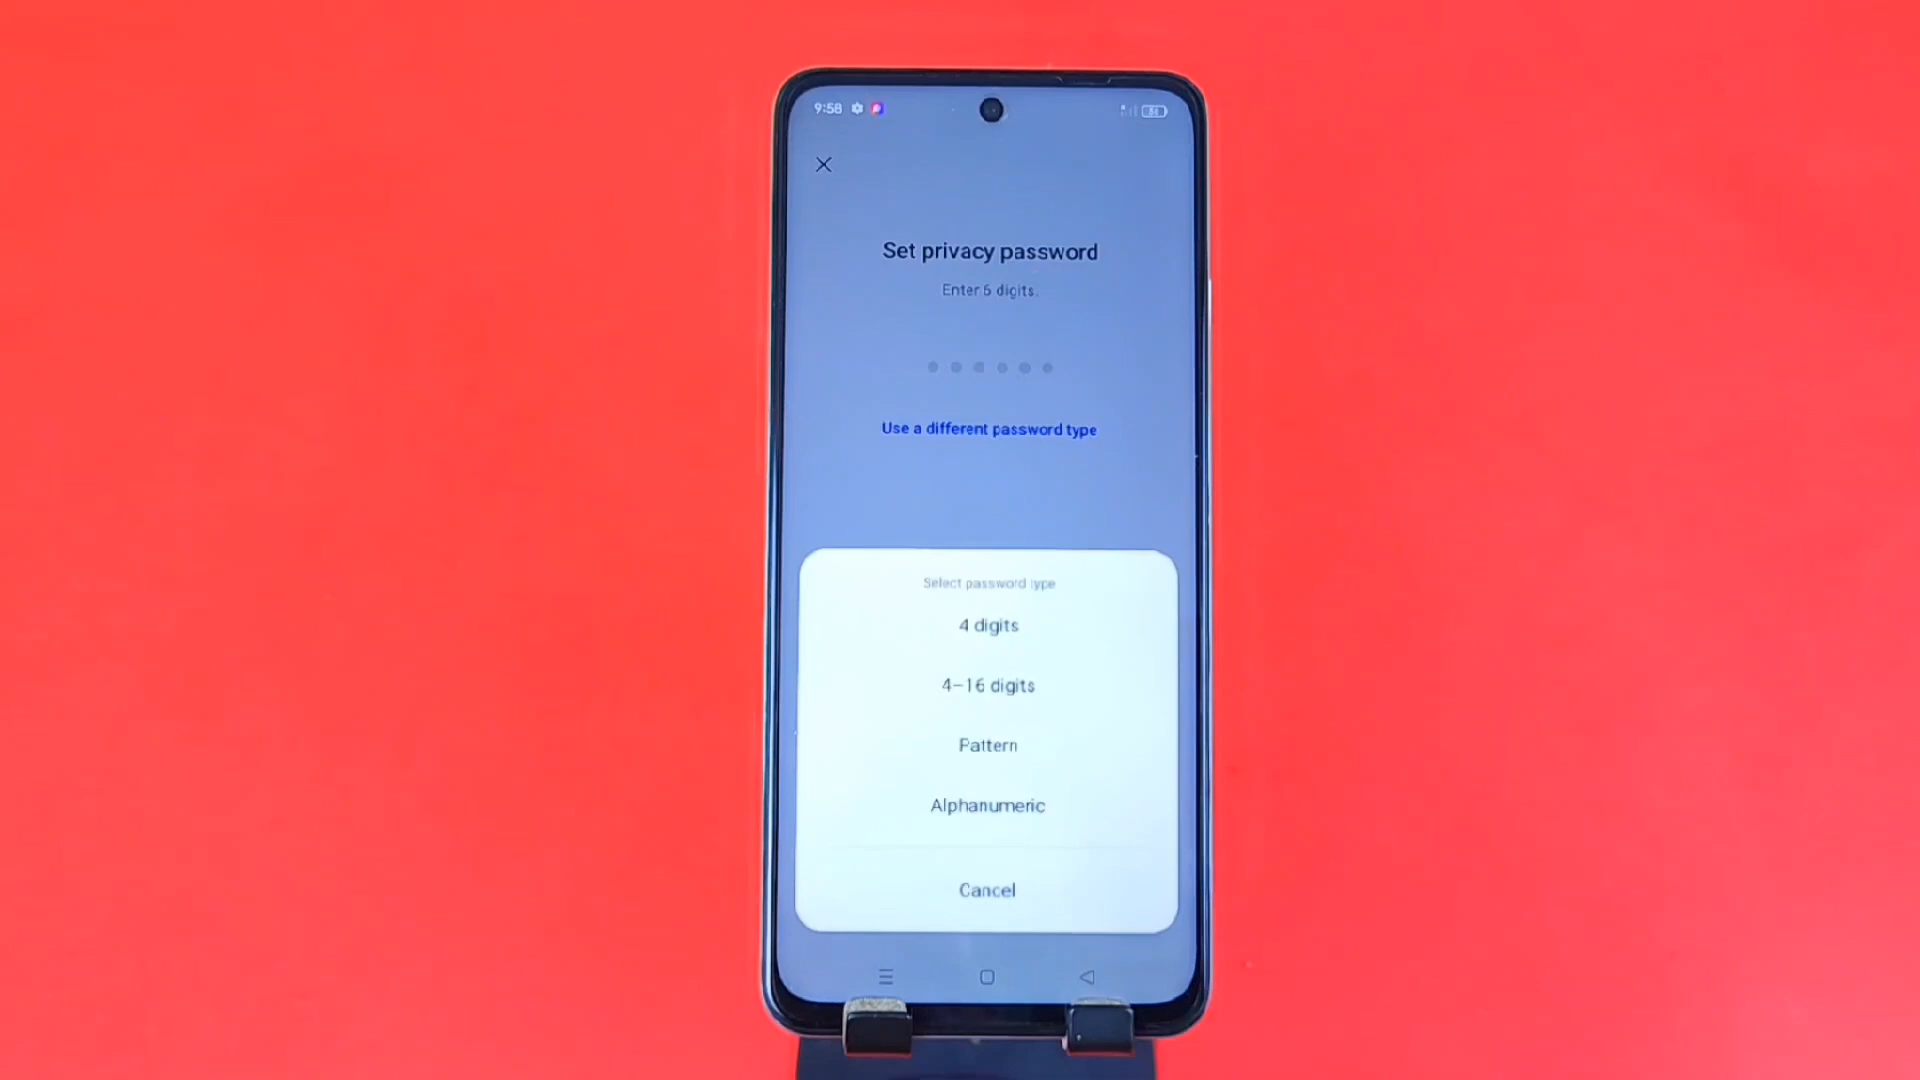 9:58
Set privacy password
Enter 6 digits.
Use a different password type
Select password type
4 digits
4–16 digits
Pattern
Alphanumeric
Cancel